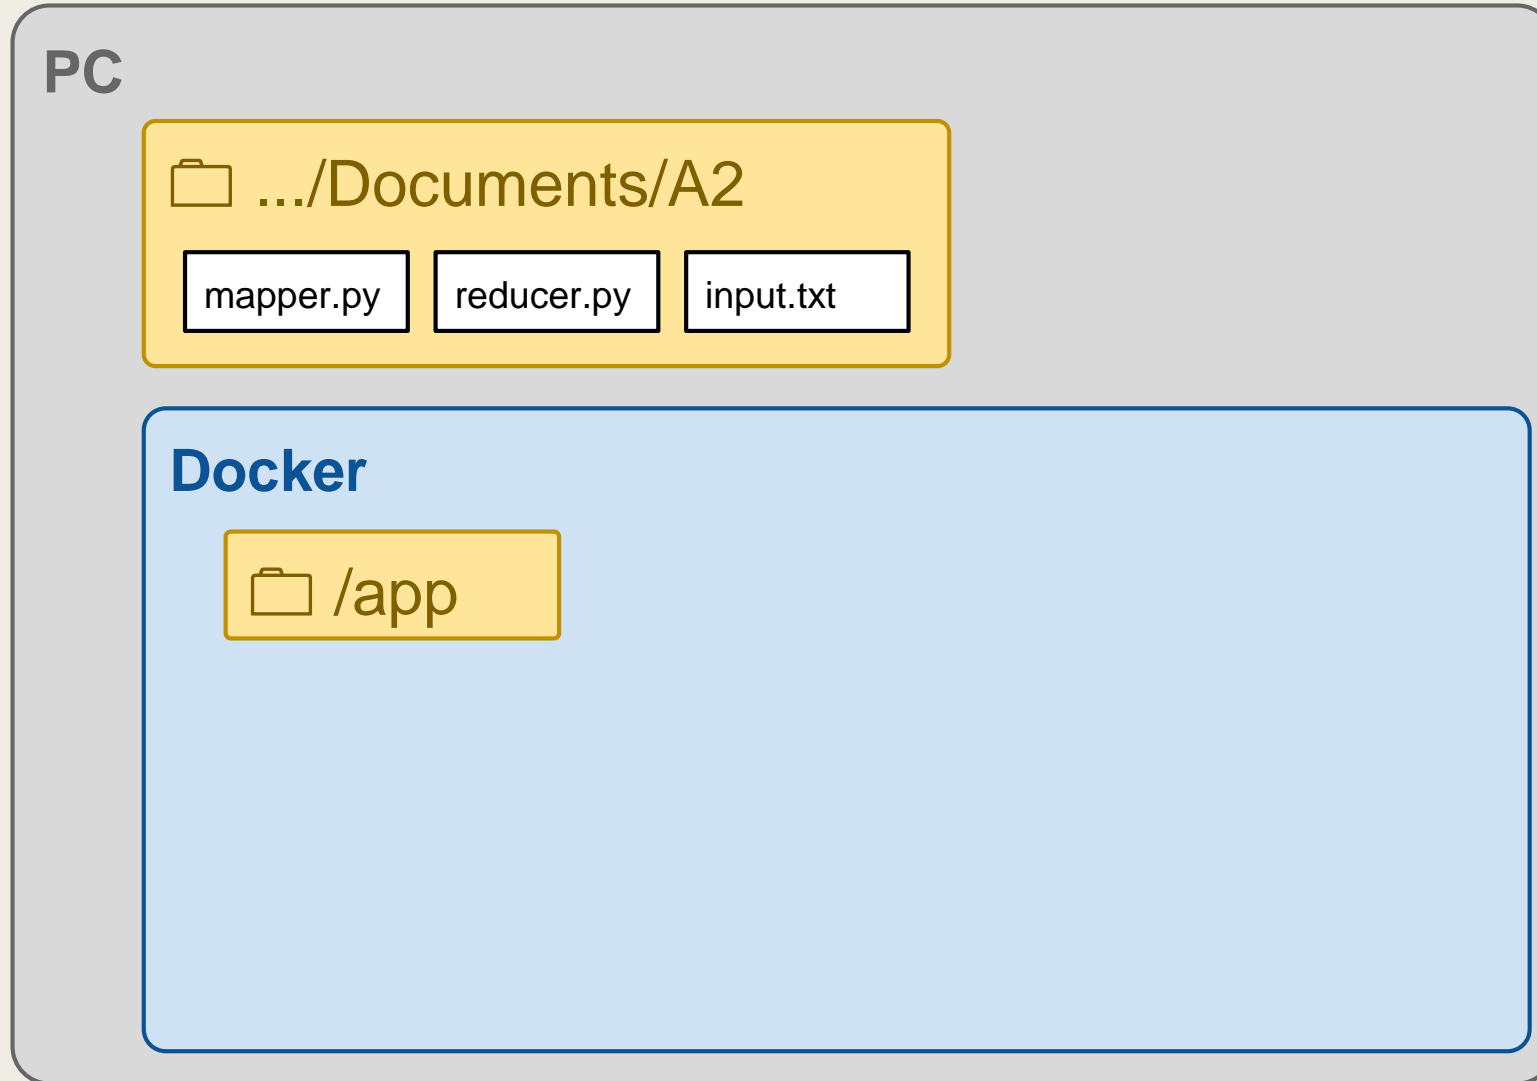 PC
.../Documents/A2
mapper.py reducer.py input.txt
Docker
/app